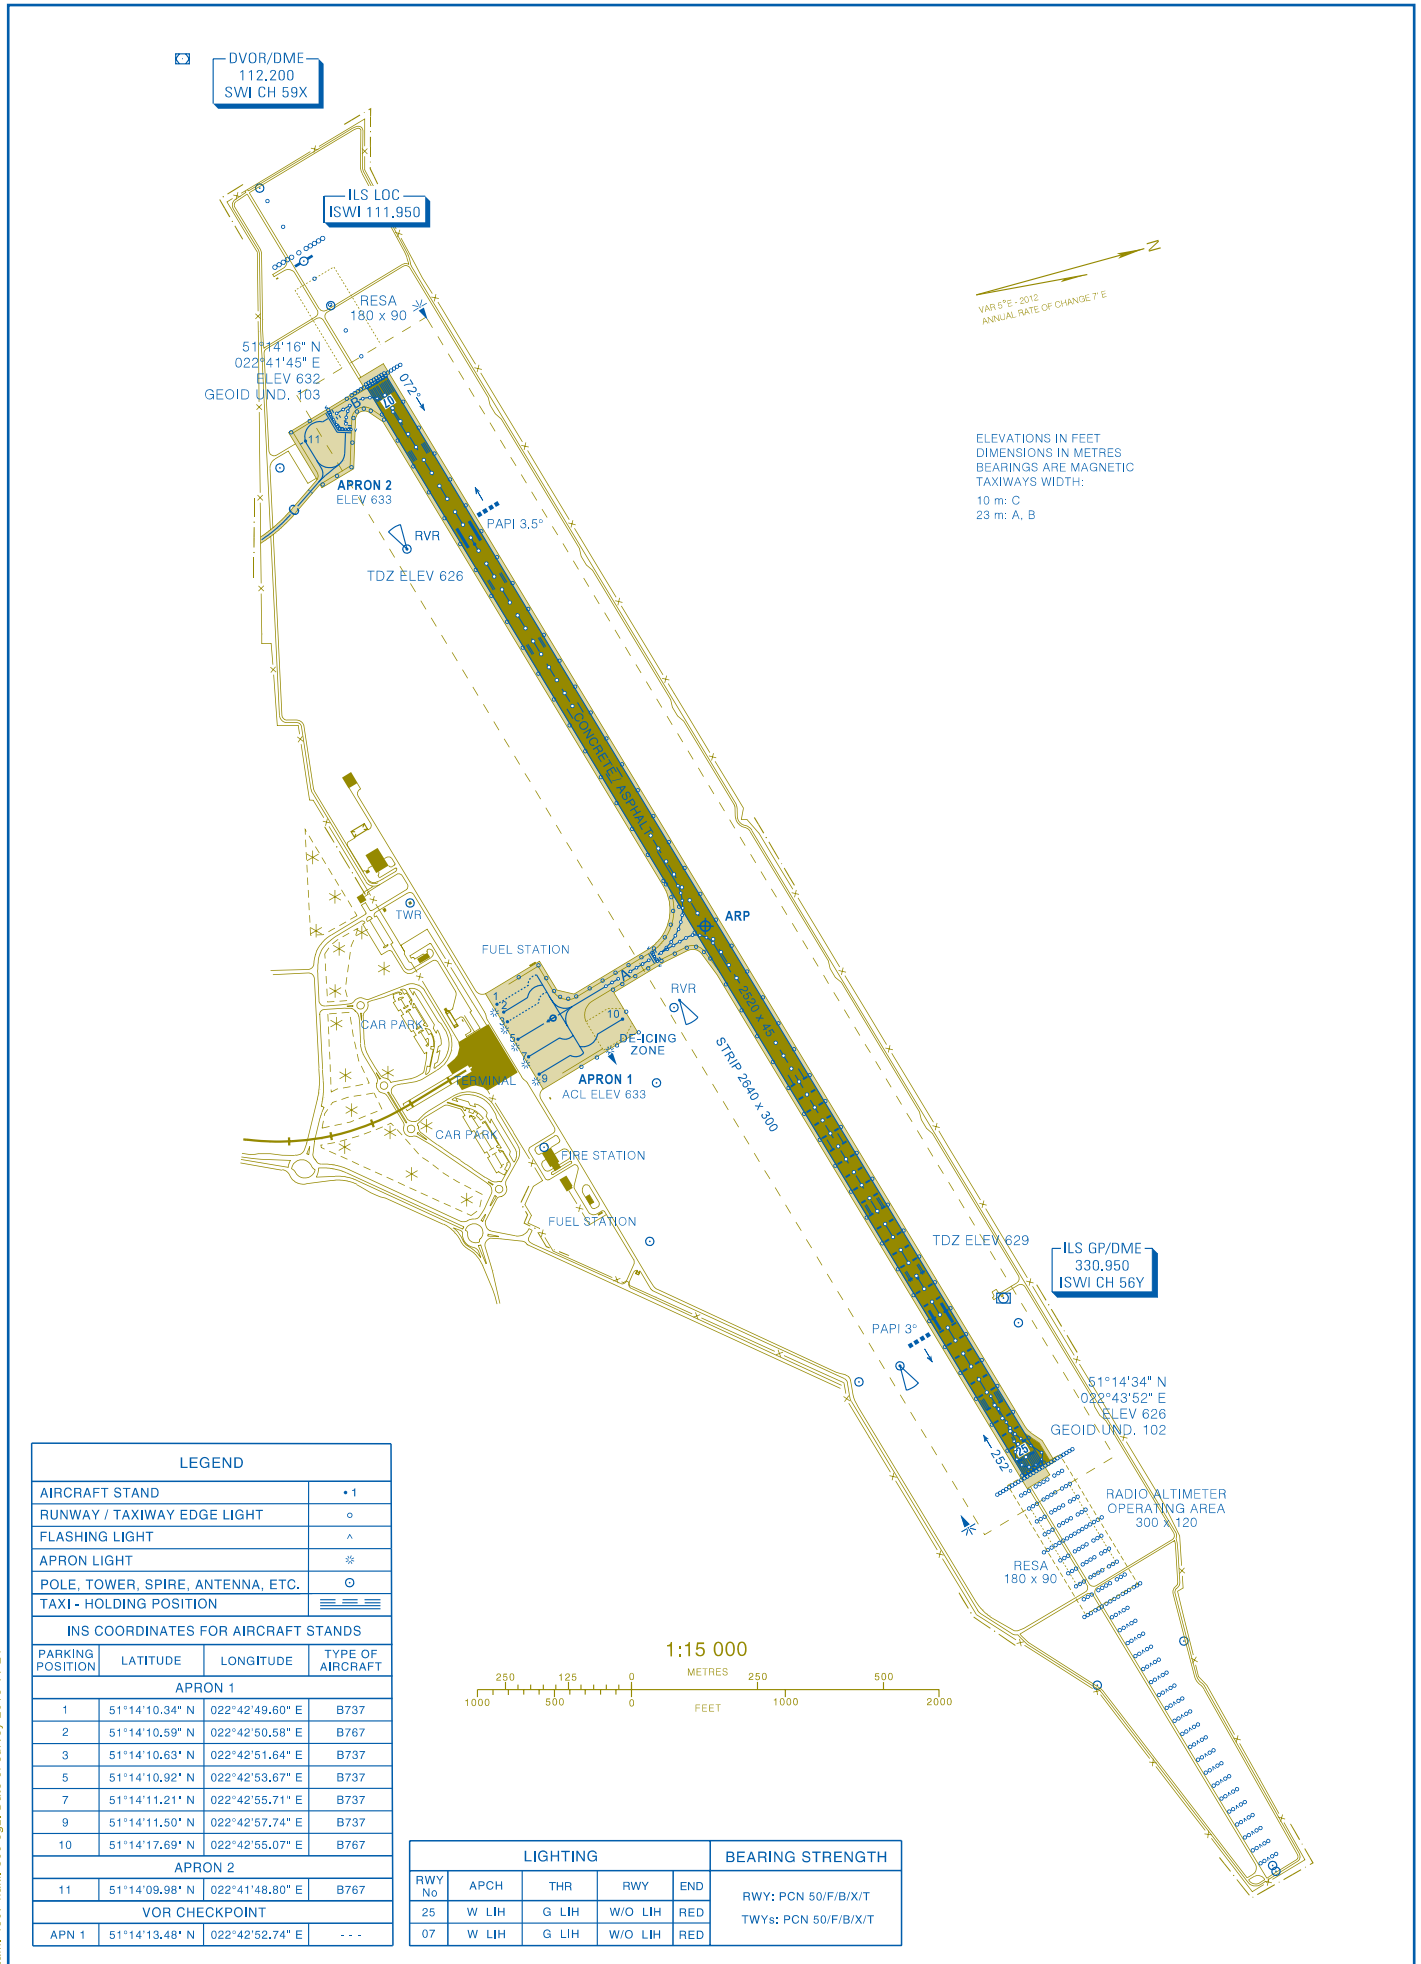 DVOR/DME
112.200
SWI CH 59X
ILS LOC
ISWI 111.950
N
VAR 5°E - 2012
ANNUAL RATE OF CHANGE 7' E
RESA
180 x 90
51°14'16" N
022°41'45" E
ELEV 632
GEOID UND. 103
072°
B
07
11
APRON 2
ELEV 633
ELEVATIONS IN FEET
DIMENSIONS IN METRES
BEARINGS ARE MAGNETIC
TAXIWAYS WIDTH:
10 m: C
23 m: A, B
PAPI 3,5°
RVR
TDZ ELEV 626
CONCRETE / ASPHALT
TWR
ARP
FUEL STATION
A
RVR
1
2
3
5
7
9
10
2520 x 45
CAR PARK
DE-ICING
ZONE
STRIP 2640 x 300
TERMINAL
APRON 1
ACL ELEV 633
CAR PARK
FIRE STATION
FUEL STATION
TDZ ELEV 629
ILS GP/DME
330.950
ISWI CH 56Y
PAPI 3°
51°14'34" N
022°43'52" E
ELEV 626
GEOID UND. 102
25
252°
RADIO ALTIMETER
OPERATING AREA
300 x 120
RESA
180 x 90
LEGEND
AIRCRAFT STAND • 1
RUNWAY / TAXIWAY EDGE LIGHT
FLASHING LIGHT
APRON LIGHT
POLE, TOWER, SPIRE, ANTENNA, ETC.
TAXI - HOLDING POSITION
INS COORDINATES FOR AIRCRAFT STANDS
PARKING POSITION LATITUDE LONGITUDE TYPE OF AIRCRAFT
APRON 1
1 51°14'10.34" N 022°42'49.60" E B737
2 51°14'10.59" N 022°42'50.58" E B767
3 51°14'10.63" N 022°42'51.64" E B737
5 51°14'10.92" N 022°42'53.67" E B737
7 51°14'11.21" N 022°42'55.71" E B737
9 51°14'11.50" N 022°42'57.74" E B737
10 51°14'17.69" N 022°42'55.07" E B767
APRON 2
11 51°14'09.98" N 022°41'48.80" E B767
VOR CHECKPOINT
APN 1 51°14'13.48" N 022°42'52.74" E - - -
1:15 000
METRES
250 125 0 250 500
1000 500 0 1000 2000
FEET
LIGHTING
RWY No APCH THR RWY END
25 W LIH G LIH W/O LIH RED
07 W LIH G LIH W/O LIH RED
BEARING STRENGTH
RWY: PCN 50/F/B/X/T
TWYs: PCN 50/F/B/X/T